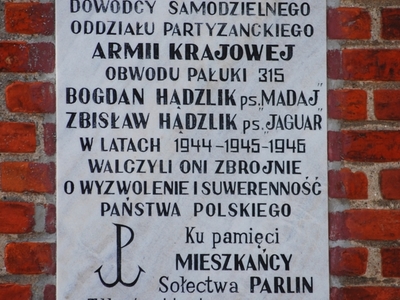 DOWÓDCY SAMODZIELNEGO
ODDZIAŁU PARTYZANCKIEGO
ARMII KRAJOWEJ
OBWODU PAŁUKI 315
BOGDAN HĄDZLIK ps. „MADAJ”
ZBISŁAW HĄDZLIK ps. „JAGUAR”
W LATACH 1944-1945-1946
WALCZYLI ONI ZBROJNIE
O WYZWOLENIE I SUWERENNOŚĆ
PAŃSTWA POLSKIEGO
Ku pamięci
MIESZKAŃCY
Sołectwa PARLIN